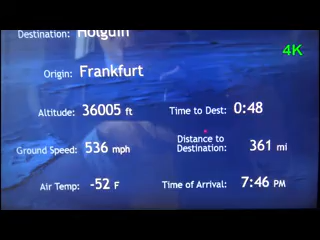 Destination: Holguin
4K
Origin: Frankfurt
Altitude: 36005 ft
Time to Dest: 0:48
Ground Speed: 536 mph
Distance to Destination: 361 mi
Air Temp: -52 F
Time of Arrival: 7:46 PM